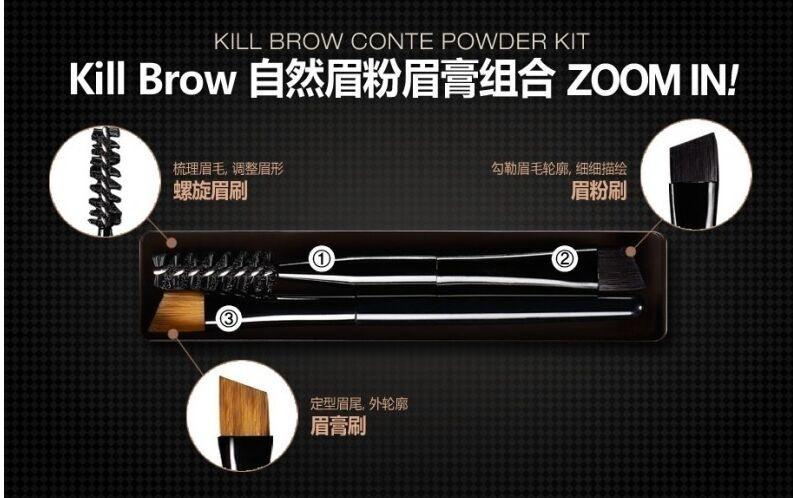 KILL BROW CONTE POWDER KIT
Kill Brow 自然眉粉眉膏组合 ZOOM IN!
梳理眉毛, 调整眉形
螺旋眉刷
勾勒眉毛轮廓, 细细描绘
眉粉刷
①
②
③
定型眉尾, 外轮廓
眉膏刷